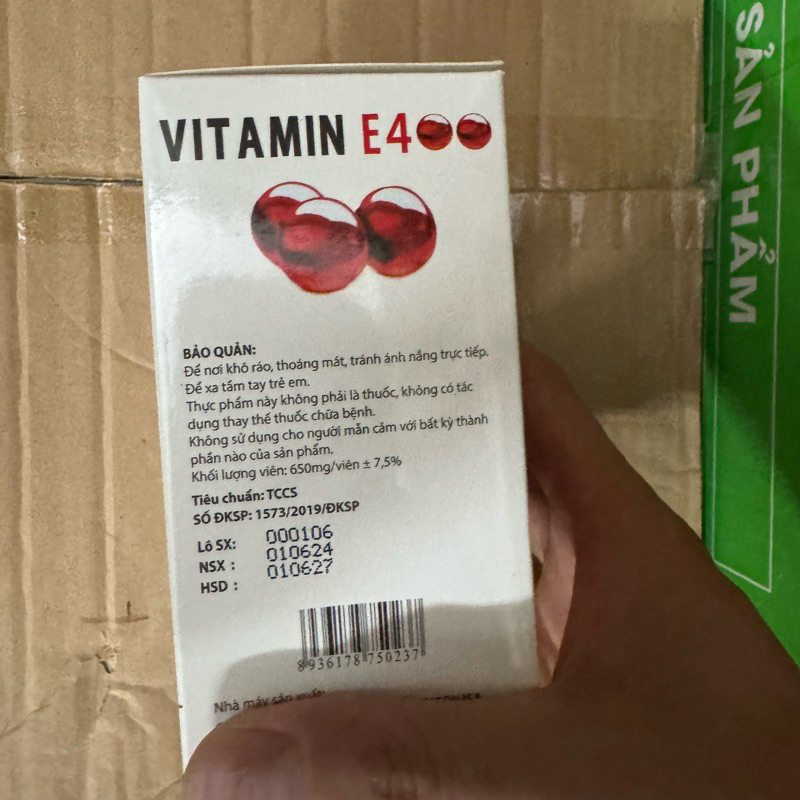 VITAMIN E400
BẢO QUẢN:
Để nơi khô ráo, thoáng mát, tránh ánh nắng trực tiếp.
Để xa tầm tay trẻ em.
Thực phẩm này không phải là thuốc, không có tác
dụng thay thế thuốc chữa bệnh.
Không sử dụng cho người mẫn cảm với bất kỳ thành
phần nào của sản phẩm.
Khối lượng viên: 650mg/viên ± 7,5%
Tiêu chuẩn: TCCS
SỐ ĐKSP: 1573/2019/ĐKSP
Lô SX: 000106
NSX : 010624
HSD : 010627
8936178750237
Nhà máy sản xuất:
SẢN PHẨM